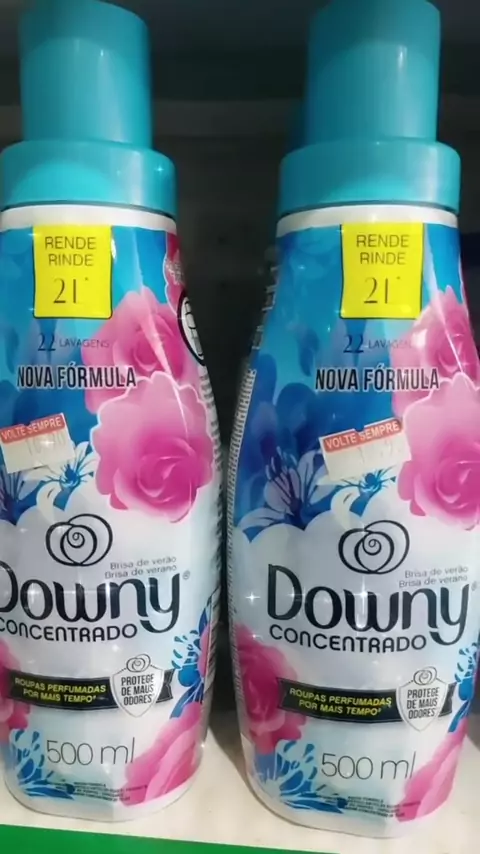 RENDE
RINDE
2L*
22 LAVAGENS
NOVA FÓRMULA
VOLTE SEMPRE
Brisa de verão
Brisa de verano
Downy®
CONCENTRADO
ROUPAS PERFUMADAS
POR MAIS TEMPO*
PROTEGE
DE MAUS
ODORES
500 ml
RENDE
RINDE
2L*
22 LAVAGENS
NOVA FÓRMULA
VOLTE SEMPRE
Brisa de verão
Brisa de verano
Downy®
CONCENTRADO
ROUPAS PERFUMADAS
POR MAIS TEMPO*
PROTEGE
DE MAUS
ODORES
500 ml